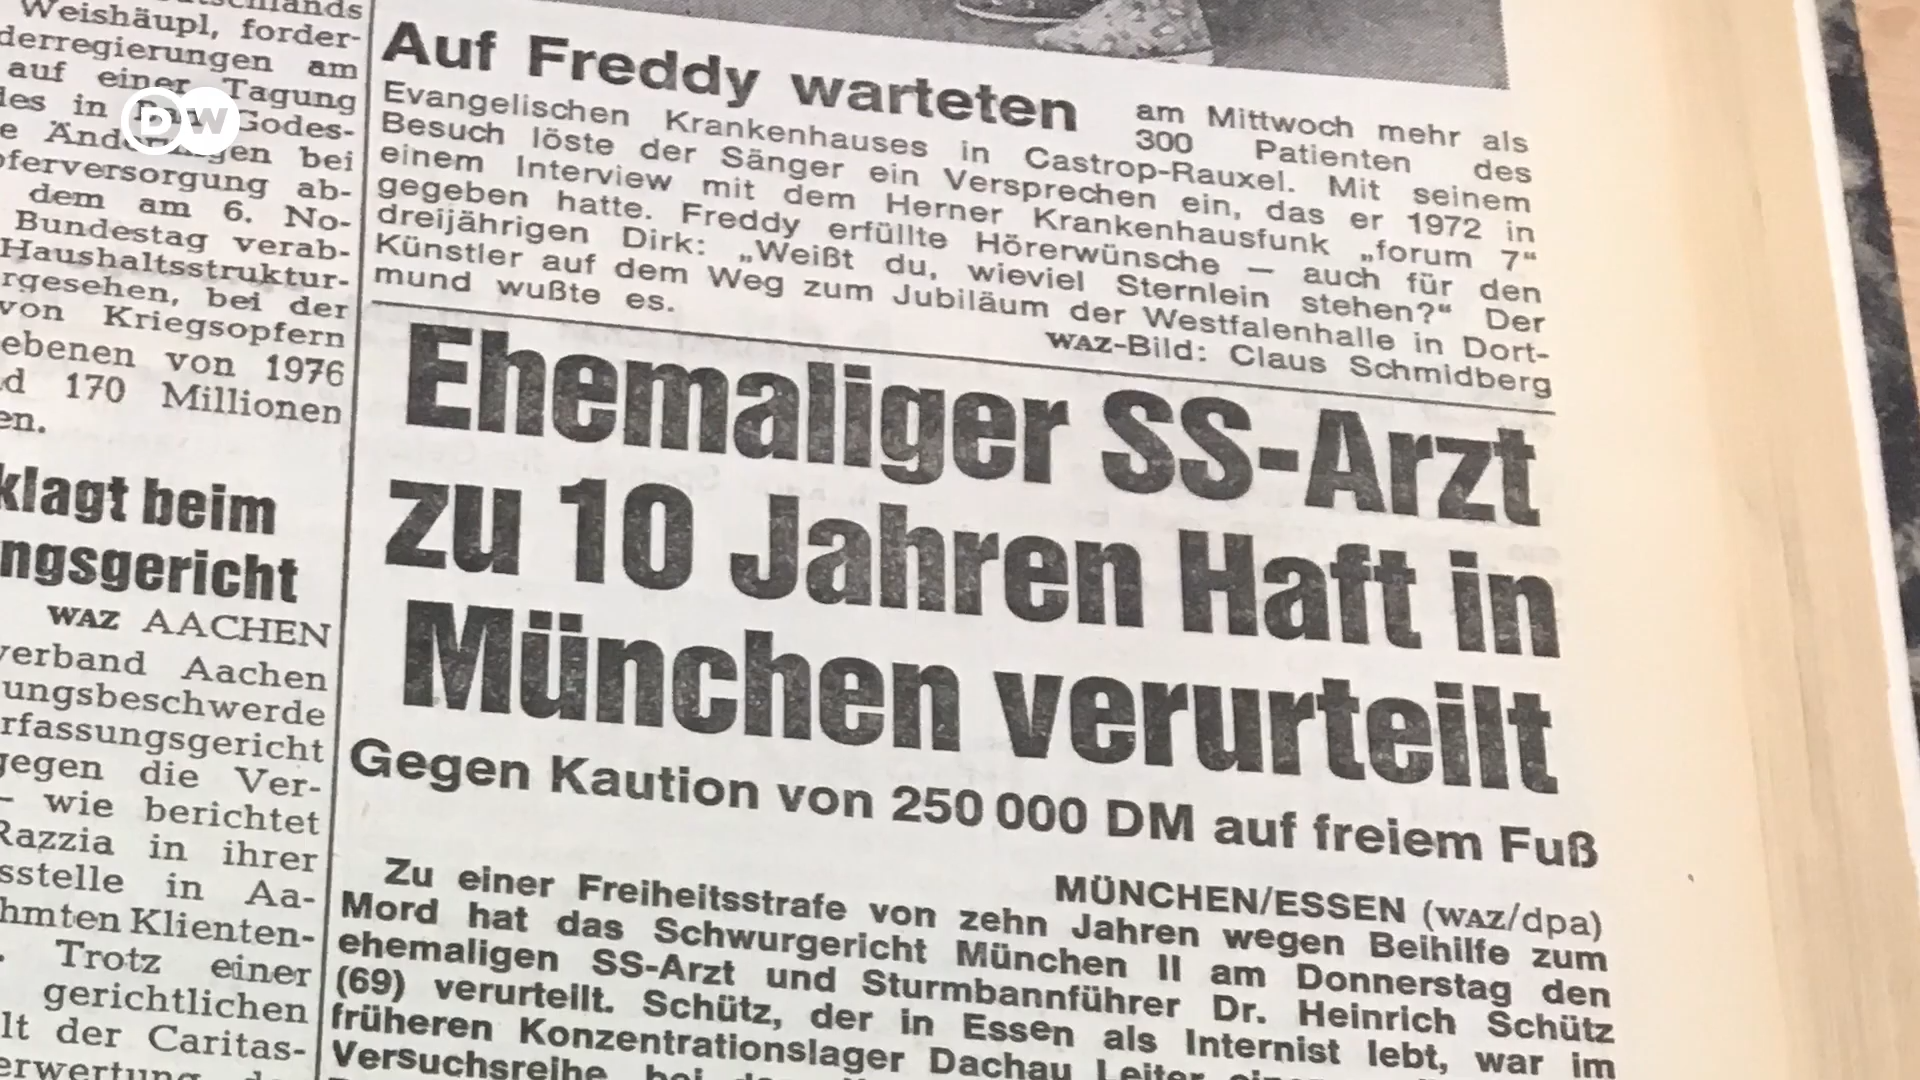 tschlands
Weishäupl, forder-
derregierungen am
auf einer Tagung
des in Godes-
e Änderungen bei
pferversorgung ab-
dem am 6. No-
Bundestag verab-
Haushaltsstruktur-
rgesehen, bei der
von Kriegsopfern
ebenen von 1976
d 170 Millionen
en.
klagt beim
ngsgericht
WAZ AACHEN
verband Aachen
ungsbeschwerde
rfassungsgericht
gegen die Ver-
– wie berichtet
Razzia in ihrer
sstelle in Aa-
hmten Klienten-
. Trotz einer
gerichtlichen
lt der Caritas-
erwertung
DW
Auf Freddy warteten
am Mittwoch mehr als
300 Patienten des
Evangelischen Krankenhauses in Castrop-Rauxel. Mit seinem
Besuch löste der Sänger ein Versprechen ein, das er 1972 in
einem Interview mit dem Herner Krankenhausfunk „forum 7“
gegeben hatte. Freddy erfüllte Hörerwünsche — auch für den
dreijährigen Dirk: „Weißt du, wieviel Sternlein stehen?“ Der
Künstler auf dem Weg zum Jubiläum der Westfalenhalle in Dort-
mund wußte es.
WAZ-Bild: Claus Schmidberg
Ehemaliger SS-Arzt
zu 10 Jahren Haft in
München verurteilt
Gegen Kaution von 250 000 DM auf freiem Fuß
MÜNCHEN/ESSEN (WAZ/dpa)
Zu einer Freiheitsstrafe von zehn Jahren wegen Beihilfe zum
Mord hat das Schwurgericht München II am Donnerstag den
ehemaligen SS-Arzt und Sturmbannführer Dr. Heinrich Schütz
(69) verurteilt. Schütz, der in Essen als Internist lebt, war im
früheren Konzentrationslager Dachau Leiter
Versuchsreihe bei